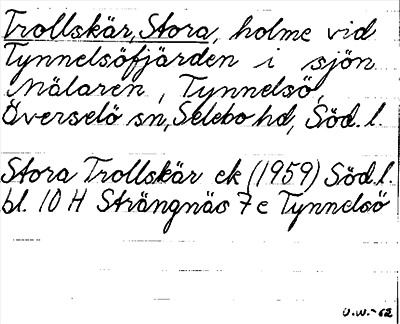 Trollskär, Stora, holme vid
Tynnelsöfjärden i sjön
Mälaren, Tynnelsö,
Överselö sn, Selebo hd, Söd. l.
Stora Trollskär ek (1959) Söd. l.
bl. 10 H Strängnäs 7 e Tynnelsö
U.W.-62